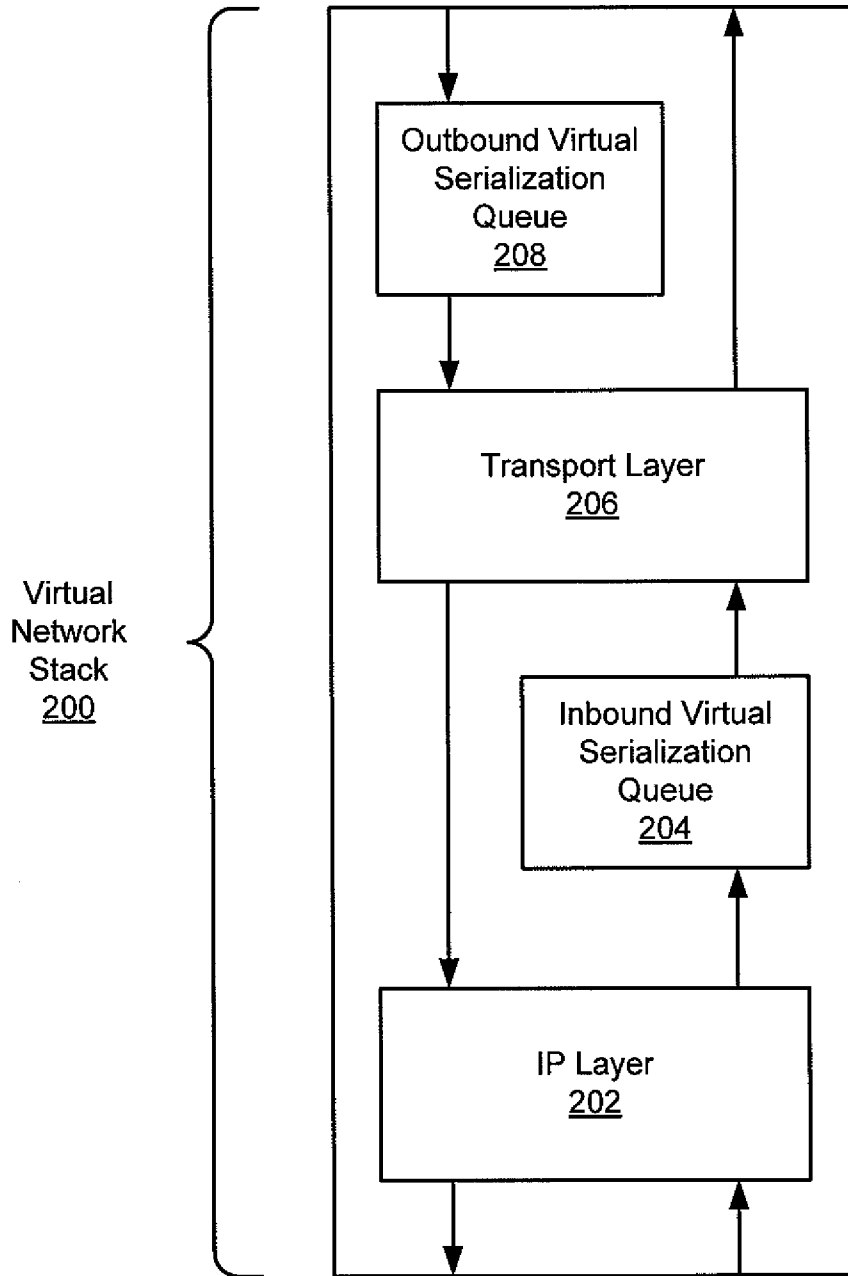 Outbound Virtual
Serialization
Queue
208
Transport Layer
206
Virtual
Network
Stack
200
Inbound Virtual
Serialization
Queue
204
IP Layer
202